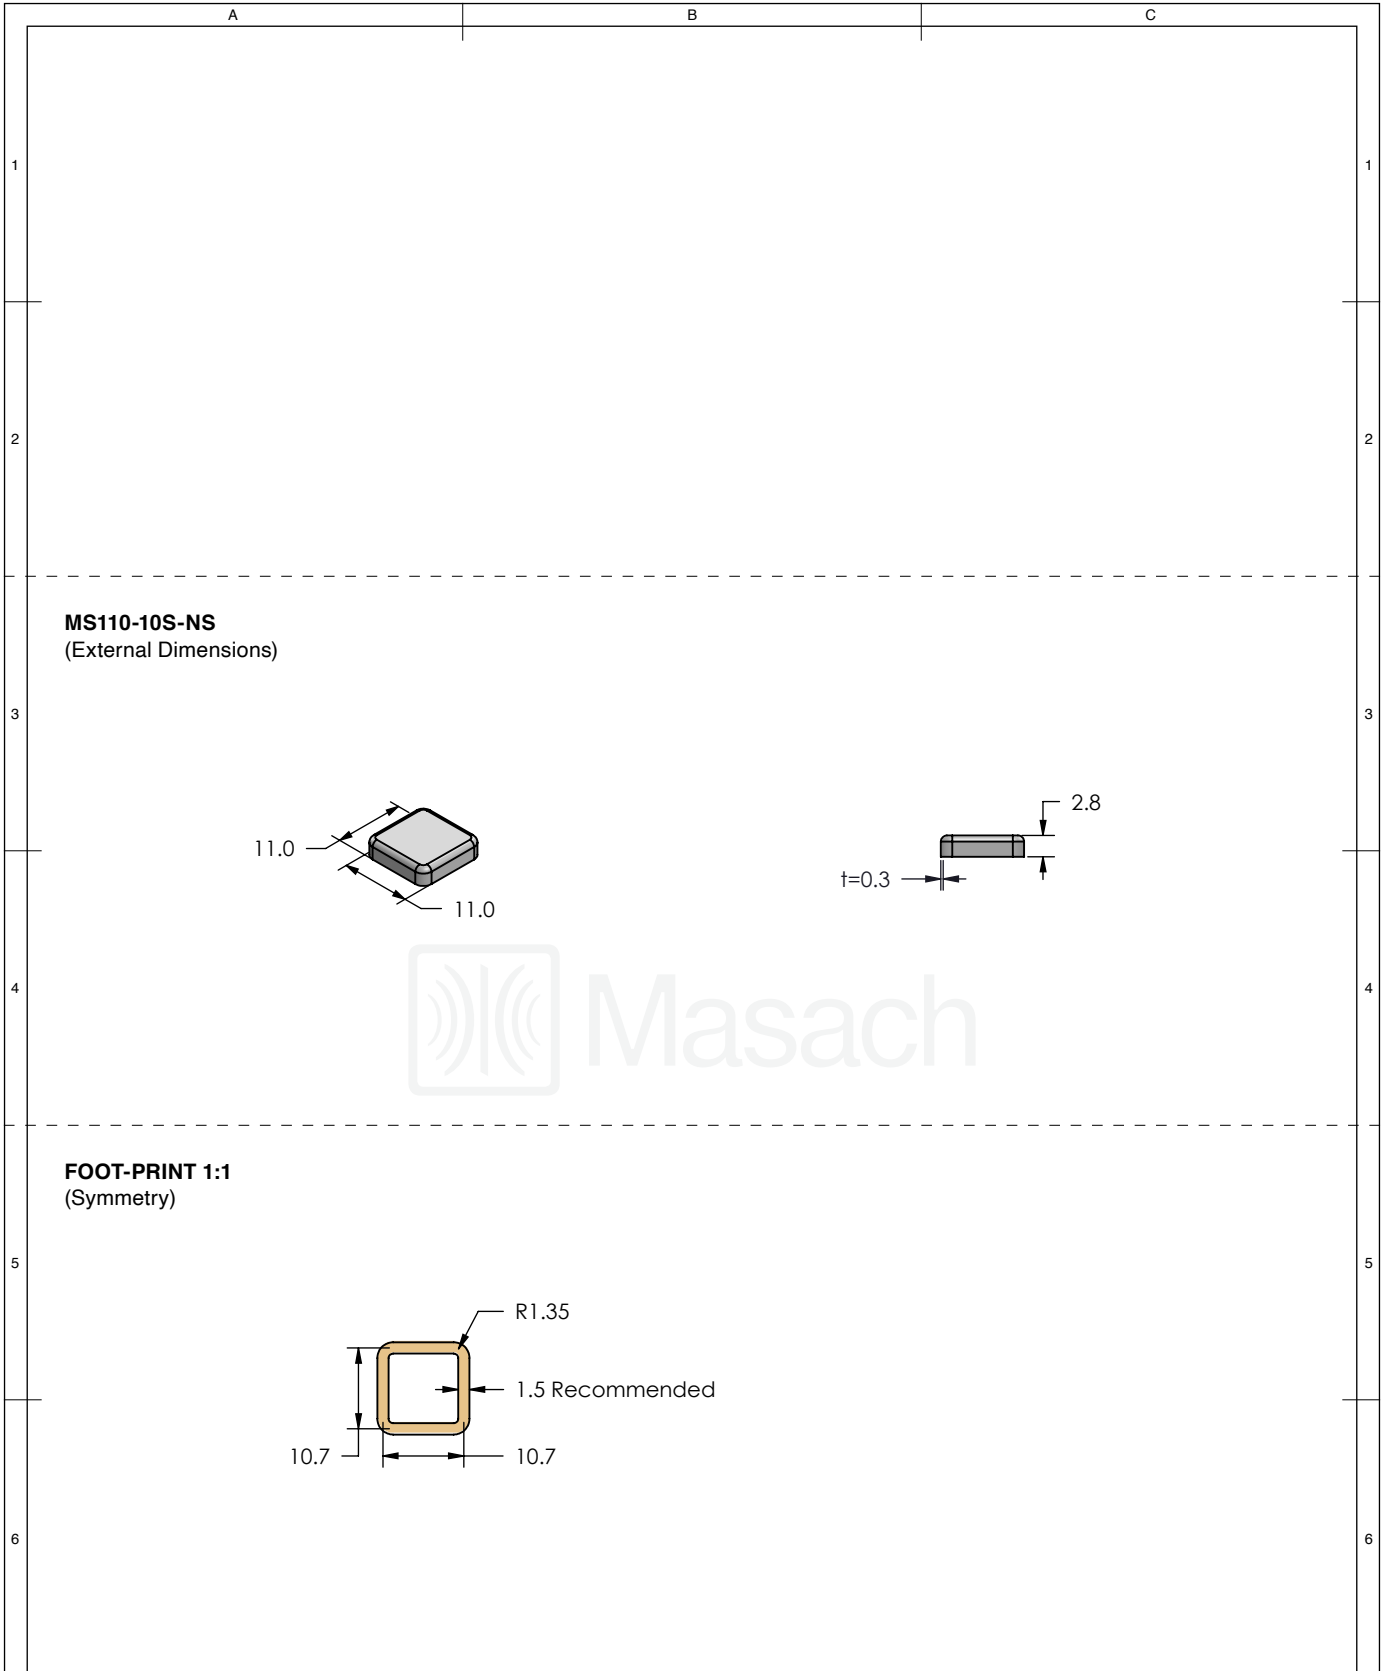 A
B
C
1
1
2
2
MS110-10S-NS
(External Dimensions)
3
3
2.8
11.0
t=0.3
11.0
4
Masach
4
FOOT-PRINT 1:1
(Symmetry)
5
5
R1.35
1.5 Recommended
10.7
10.7
6
6